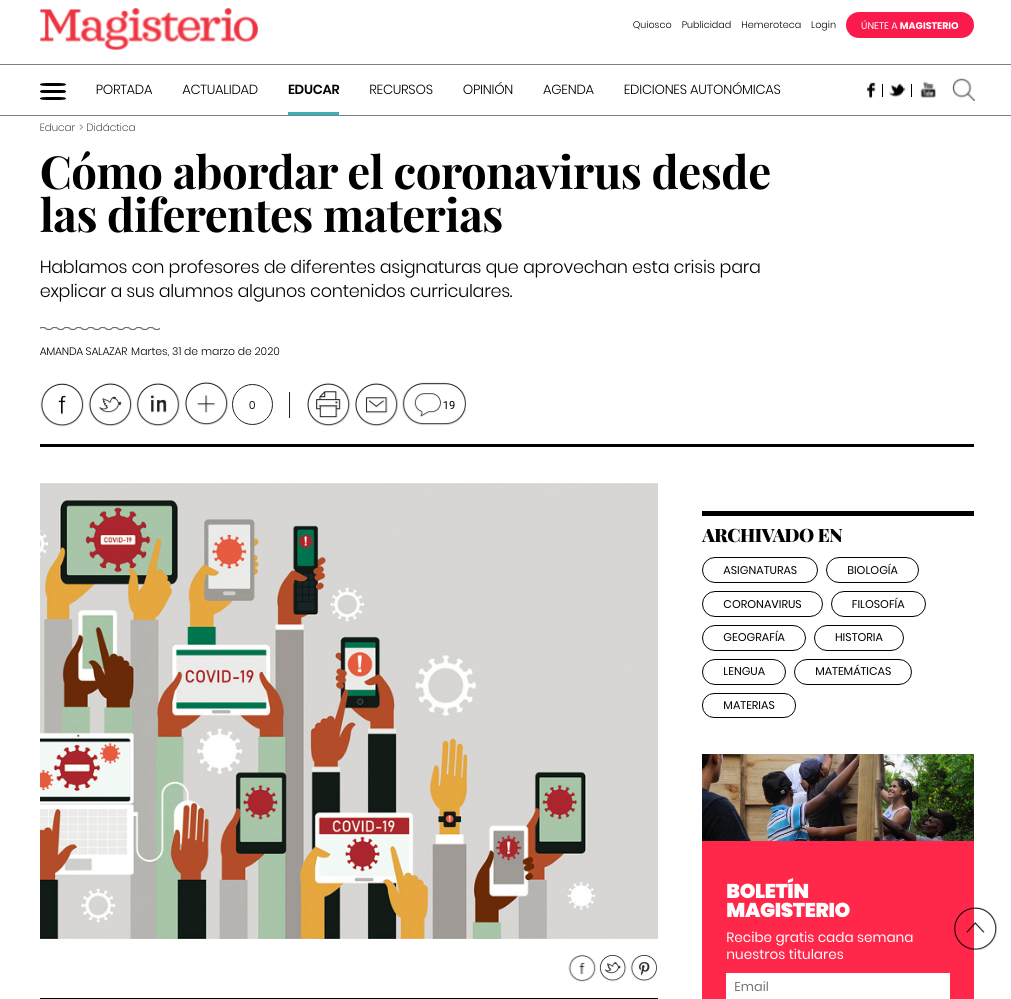 Magisterio
Quiosco Publicidad Hemeroteca Login ÚNETE A MAGISTERIO
PORTADA ACTUALIDAD EDUCAR RECURSOS OPINIÓN AGENDA EDICIONES AUTONÓMICAS
Educar > Didáctica
Cómo abordar el coronavirus desde
las diferentes materias
Hablamos con profesores de diferentes asignaturas que aprovechan esta crisis para
explicar a sus alumnos algunos contenidos curriculares.
AMANDA SALAZAR Martes, 31 de marzo de 2020
0
19
COVID-19
COVID-19
COVID-19
ARCHIVADO EN
ASIGNATURAS BIOLOGÍA
CORONAVIRUS FILOSOFÍA
GEOGRAFÍA HISTORIA
LENGUA MATEMÁTICAS
MATERIAS
BOLETÍN
MAGISTERIO
Recibe gratis cada semana
nuestros titulares
Email